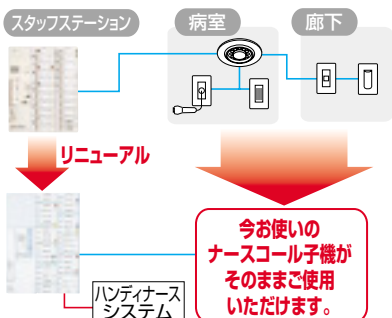 スタッフステーション
病室
廊下
リニューアル
今お使いの
ナースコール子機が
そのままご使用
いただけます。
ハンディナース
システム